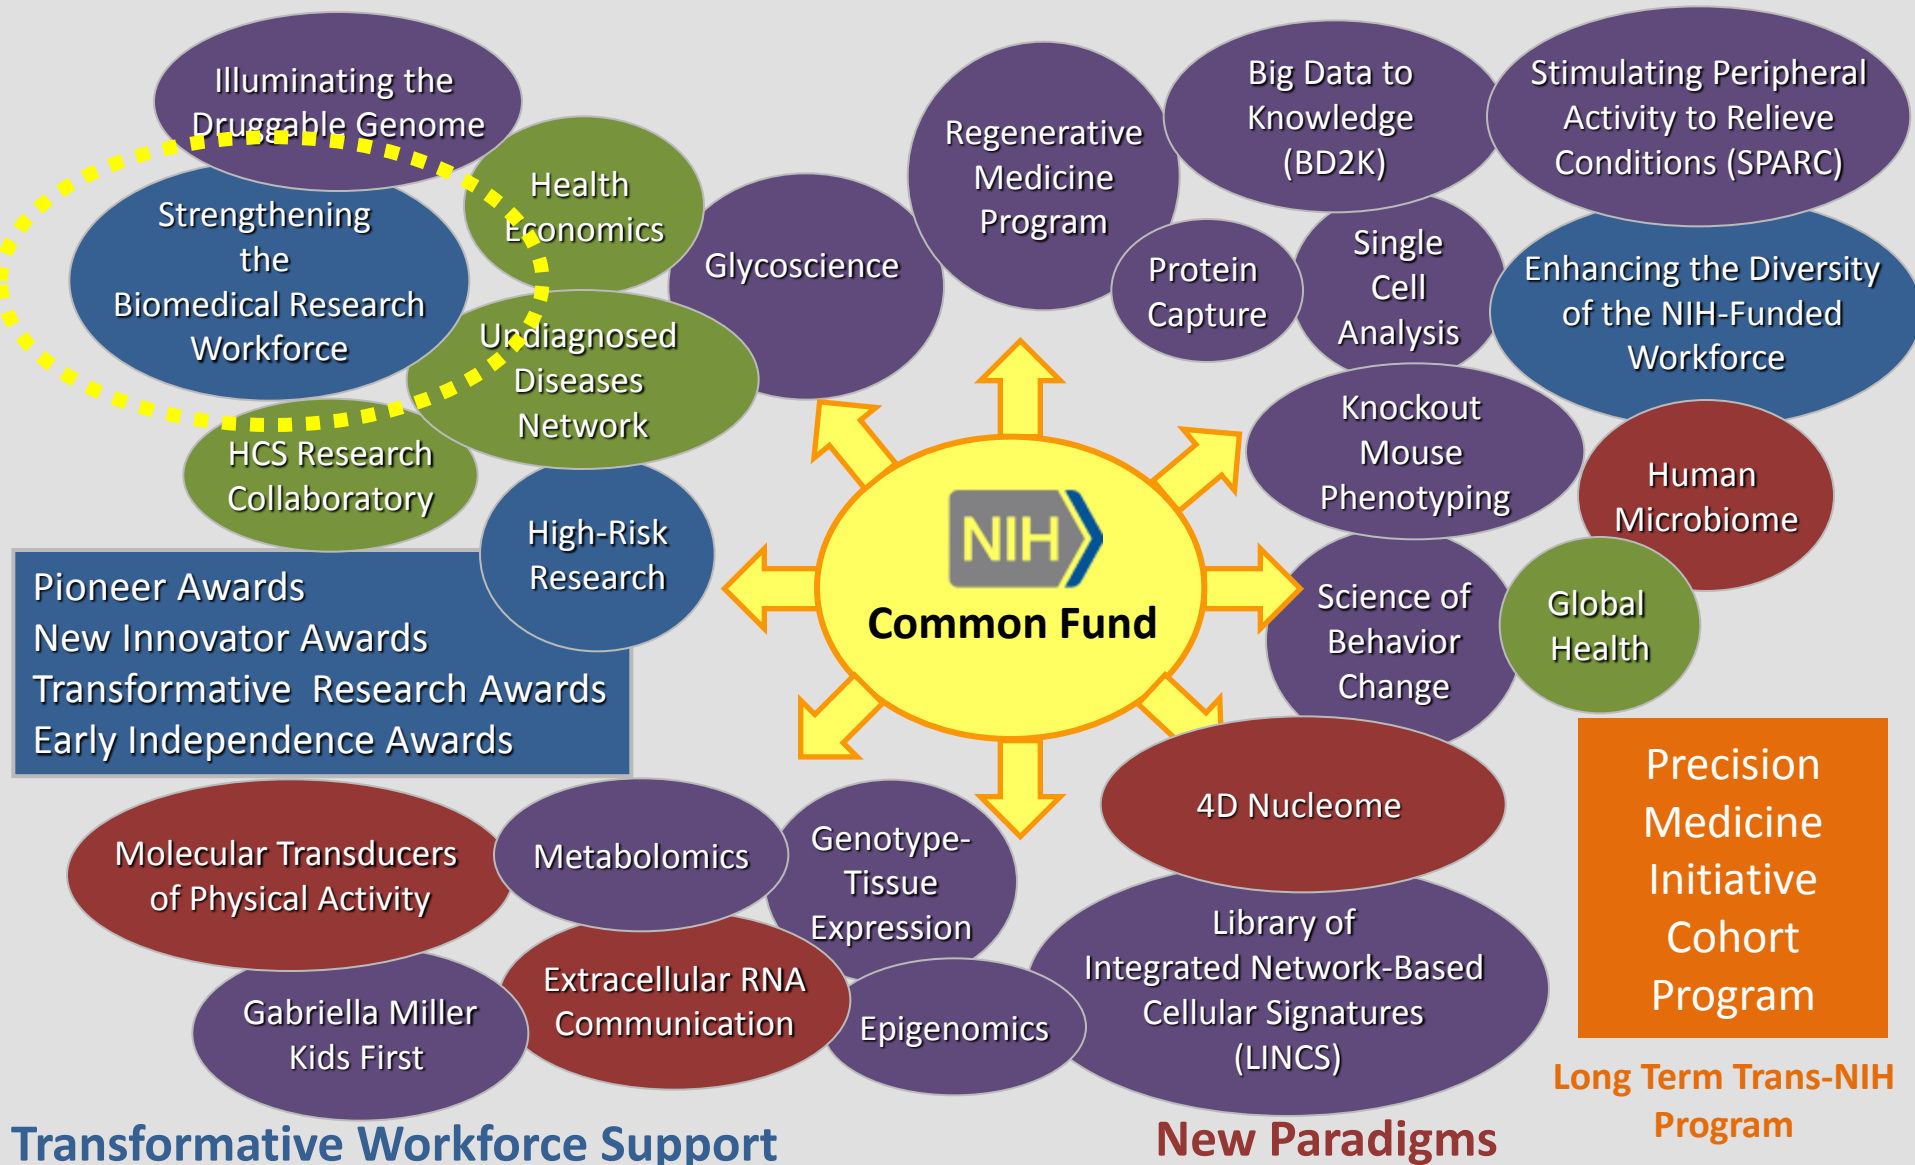 Illuminating the
Druggable Genome
Strengthening
the
Biomedical Research
Workforce
Health
Economics
Undiagnosed
Diseases
Network
HCS Research
Collaboratory
Glycoscience
Regenerative
Medicine
Program
Big Data to
Knowledge
(BD2K)
Stimulating Peripheral
Activity to Relieve
Conditions (SPARC)
Protein
Capture
Single
Cell
Analysis
Enhancing the Diversity
of the NIH-Funded
Workforce
Knockout
Mouse
Phenotyping
Human
Microbiome
High-Risk
Research
Pioneer Awards
New Innovator Awards
Transformative Research Awards
Early Independence Awards
NIH
Common Fund
Science of
Behavior
Change
Global
Health
4D Nucleome
Precision
Medicine
Initiative
Cohort
Program
Long Term Trans-NIH
Program
Molecular Transducers
of Physical Activity
Metabolomics
Genotype-
Tissue
Expression
Gabriella Miller
Kids First
Extracellular RNA
Communication
Epigenomics
Library of
Integrated Network-Based
Cellular Signatures
(LINCS)
Transformative Workforce Support
New Paradigms